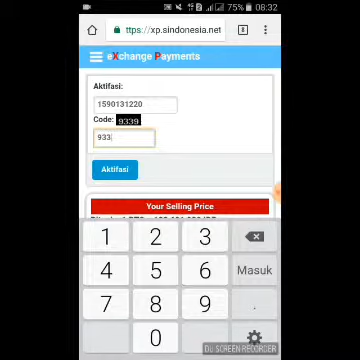 75% 08:32
ttps://xp.sindonesia.net 8
eXchange Payments
Aktifasi:
1590131220
Code: 9339
933
Aktifasi
Your Selling Price
1 2 3
4 5 6 Masuk
7 8 9 .
0
DU SCREEN RECORDER